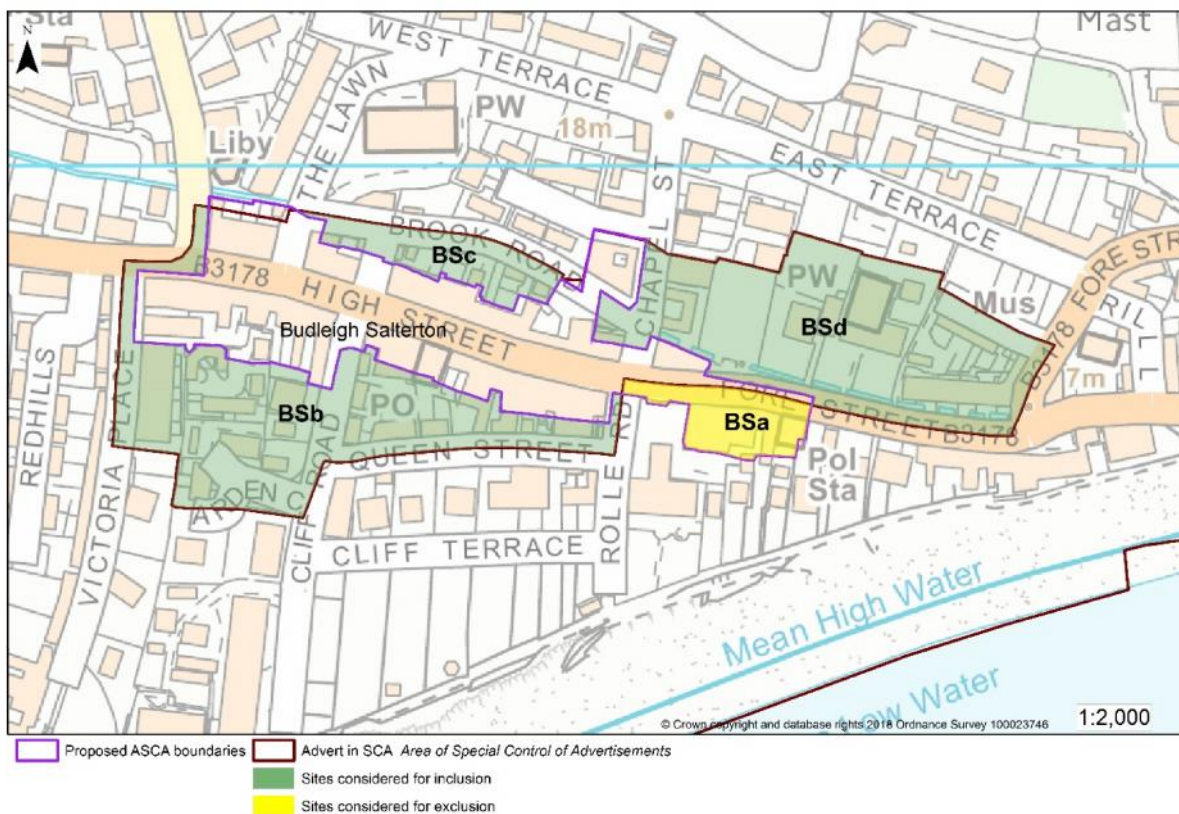 Sta
N
Mast
WEST TERRACE
THE LAWN
PW
18m
Liby
EAST TERRACE
CHAPEL ST
BROOK ROAD
BSc
B3178 HIGH STREET
PW
BSd
Mus
B3178 FORE STR
RILL
7m
Budleigh Salterton
REDHILLS
VICTORIA PLACE
BSb
PO
QUEEN STREET
ROLLE RD
BSa
FORE STREET B3178
Pol
Sta
ARDEN C
CLIFF ROAD
CLIFF TERRACE
Mean High Water
Low Water
© Crown copyright and database rights 2018 Ordnance Survey 100023746
1:2,000
Proposed ASCA boundaries
Advert in SCA Area of Special Control of Advertisements
Sites considered for inclusion
Sites considered for exclusion